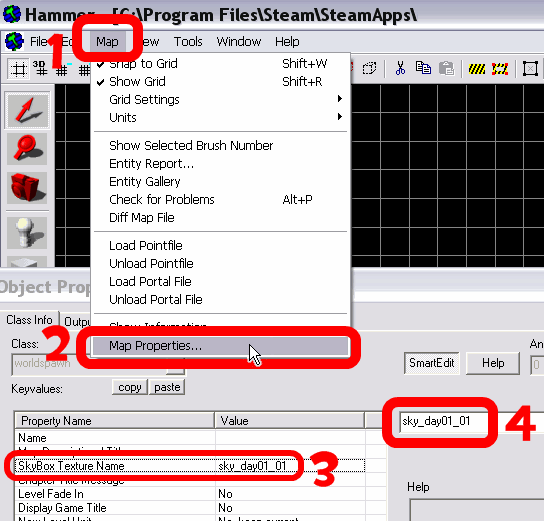 Hammer - [C:\Program Files\Steam\SteamApps\
1
File Edit Map View Tools Window Help
3D
Snap to Grid Shift+W
Show Grid Shift+R
Grid Settings
Units
Show Selected Brush Number
Entity Report...
Entity Gallery
Check for Problems Alt+P
Diff Map File
Load Pointfile
Unload Pointfile
Load Portal File
Unload Portal File
Show Information
2
Map Properties...
Object Prop
Class Info Outpu
Class:
worldspawn
SmartEdit Help
An
0
Keyvalues: copy paste
Property Name Value
sky_day01_01
4
Name
Map Descriptional Title
SkyBox Texture Name sky_day01_01
3
Chapter Title Message
Level Fade In No
Help
Display Game Title No
New Level Unit No, keep current